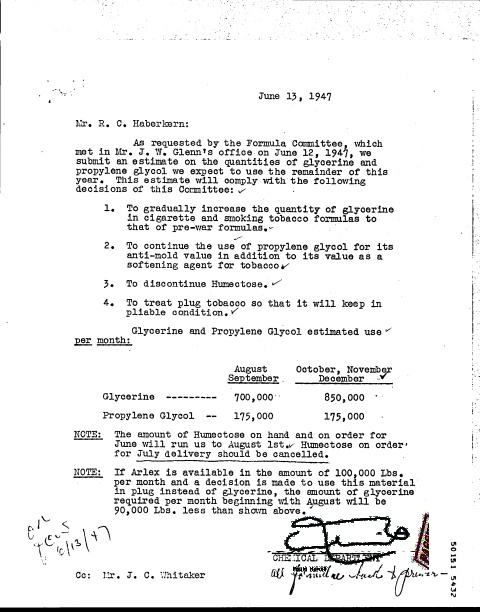 June 13, 1947
Mr. R. C. Haberkern:
As requested by the Formula Committee, which
met in Mr. J. W. Glenn's office on June 12, 1947, we
submit an estimate on the quantities of glycerine and
propylene glycol we expect to use the remainder of this
year. This estimate will comply with the following
decisions of this Committee:
1. To gradually increase the quantity of glycerine
in cigarette and smoking tobacco formulas to
that of pre-war formulas.
2. To continue the use of propylene glycol for its
anti-mold value in addition to its value as a
softening agent for tobacco
3. To discontinue Humectose.
4. To treat plug tobacco so that it will keep in
pliable condition.
Glycerine and Propylene Glycol estimated use
per month:
August October, November
September December
Glycerine --------- 700,000 850,000
Propylene Glycol -- 175,000 175,000
NOTE: The amount of Humectose on hand and on order for
June will run us to August 1st. Humectose on order
for July delivery should be cancelled.
NOTE: If Arlex is available in the amount of 100,000 Lbs.
per month and a decision is made to use this material
in plug instead of glycerine, the amount of glycerine
required per month beginning with August will be
90,000 Lbs. less than shown above.
6/13/47
CHEMICAL DEPARTMENT
all formulae back to prewar
Cc: Mr. J. C. Whitaker
50151 5432